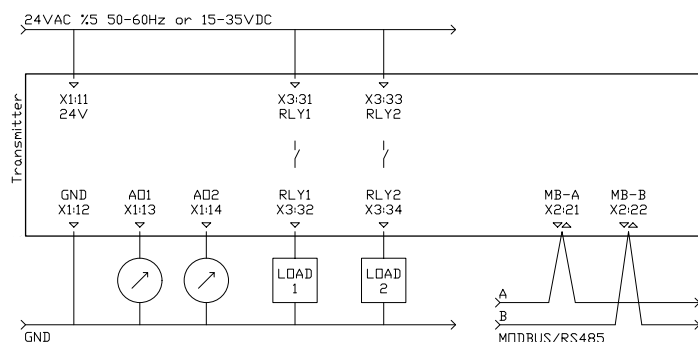 24VAC %5 50-60Hz or 15-35VDC
Transmitter
X1:11 X3:31 X3:33
24V RLY1 RLY2
GND AO1 AO2 RLY1 RLY2 MB-A MB-B
X1:12 X1:13 X1:14 X3:32 X3:34 X2:21 X2:22
LOAD LOAD
1 2
A
B
GND MODBUS/RS485